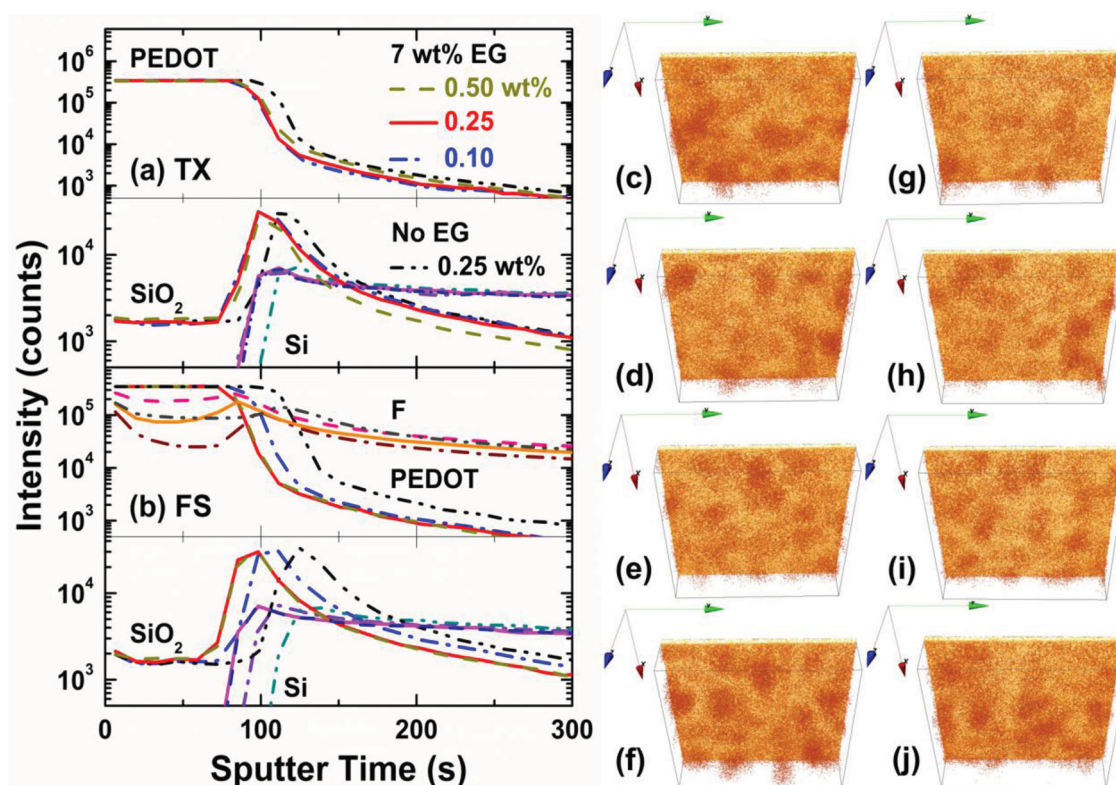 10^6
10^5
10^4
10^3
PEDOT
7 wt% EG
0.50 wt%
0.25
0.10
(a) TX
10^4
10^3
No EG
0.25 wt%
SiO2
Si
10^5
10^4
10^3
F
PEDOT
(b) FS
10^4
10^3
SiO2
Si
0 100 200 300
Sputter Time (s)
Intensity (counts)
(c)
(g)
(d)
(h)
(e)
(i)
(f)
(j)